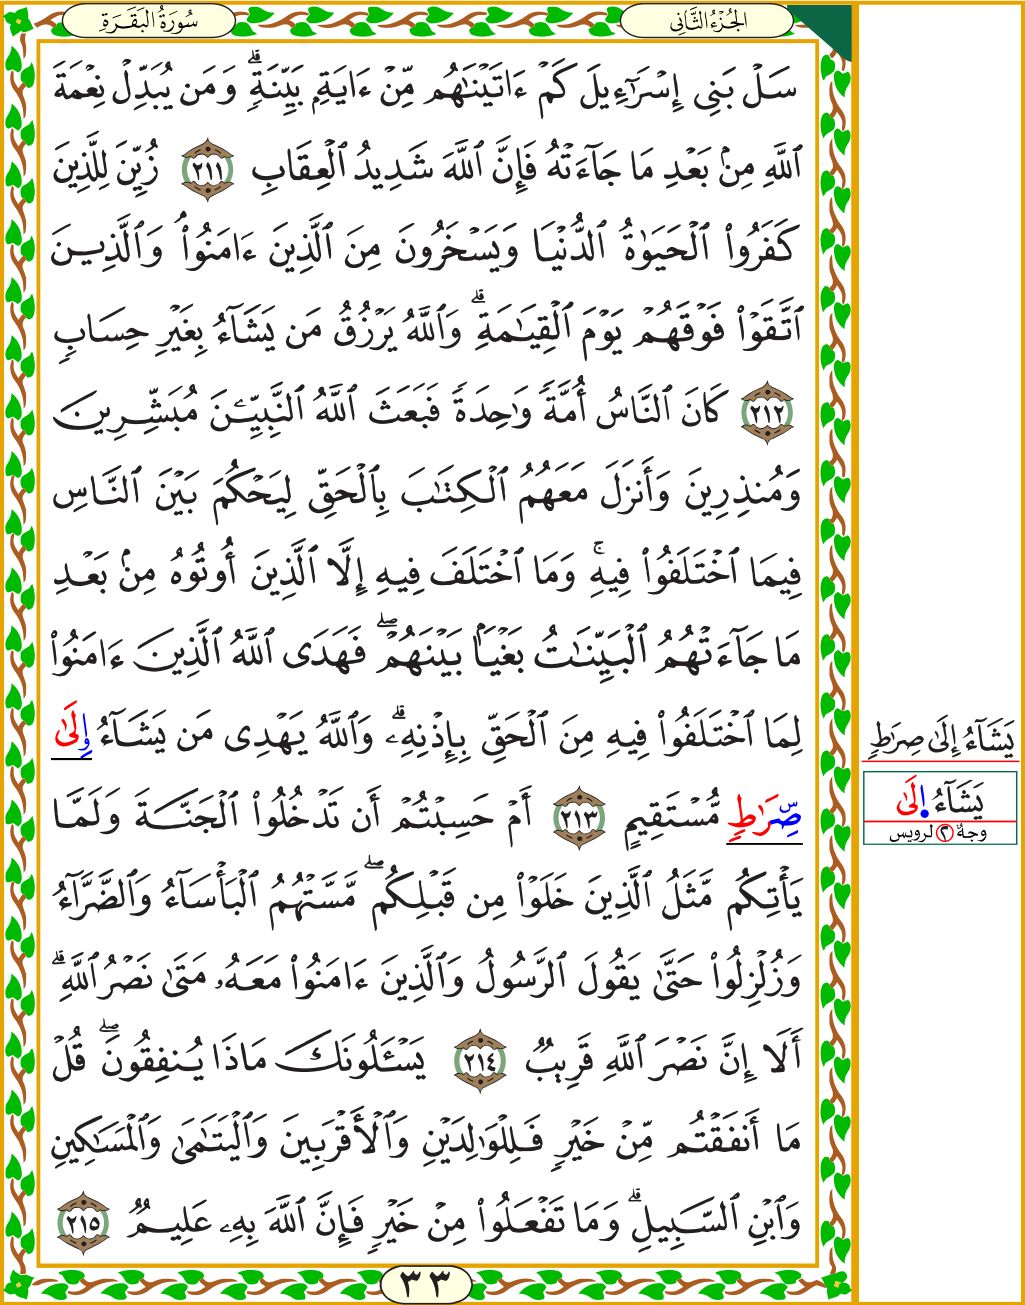 سُورَةُ البَقَرَةِ
الجُزْءُ الثَّانِي
سَلْ بَنِي إِسْرَٰٓءِيلَ كَمْ ءَاتَيْنَٰهُم مِّنْ ءَايَةِۭ بَيِّنَةٖۗ وَمَن يُبَدِّلْ نِعْمَةَ
ٱللَّهِ مِنۢ بَعْدِ مَا جَآءَتْهُ فَإِنَّ ٱللَّهَ شَدِيدُ ٱلْعِقَابِ ٢١١ زُيِّنَ لِلَّذِينَ
كَفَرُوا۟ ٱلْحَيَوٰةُ ٱلدُّنْيَا وَيَسْخَرُونَ مِنَ ٱلَّذِينَ ءَامَنُوا۟ۘ وَٱلَّذِينَ
ٱتَّقَوْا۟ فَوْقَهُمْ يَوْمَ ٱلْقِيَٰمَةِۗ وَٱللَّهُ يَرْزُقُ مَن يَشَآءُ بِغَيْرِ حِسَابٖ
٢١٢ كَانَ ٱلنَّاسُ أُمَّةٗ وَٰحِدَةٗ فَبَعَثَ ٱللَّهُ ٱلنَّبِيِّـۧنَ مُبَشِّرِينَ
وَمُنذِرِينَ وَأَنزَلَ مَعَهُمُ ٱلْكِتَٰبَ بِٱلْحَقِّ لِيَحْكُمَ بَيْنَ ٱلنَّاسِ
فِيمَا ٱخْتَلَفُوا۟ فِيهِۚ وَمَا ٱخْتَلَفَ فِيهِ إِلَّا ٱلَّذِينَ أُوتُوهُ مِنۢ بَعْدِ
مَا جَآءَتْهُمُ ٱلْبَيِّنَٰتُ بَغْيَۢا بَيْنَهُمْۖ فَهَدَى ٱللَّهُ ٱلَّذِينَ ءَامَنُوا۟
لِمَا ٱخْتَلَفُوا۟ فِيهِ مِنَ ٱلْحَقِّ بِإِذْنِهِۦۗ وَٱللَّهُ يَهْدِى مَن يَشَآءُ وِلَىٰ
صِۜرَٰطٖ مُّسْتَقِيمٍ ٢١٣ أَمْ حَسِبْتُمْ أَن تَدْخُلُوا۟ ٱلْجَنَّةَ وَلَمَّا
يَأْتِكُم مَّثَلُ ٱلَّذِينَ خَلَوْا۟ مِن قَبْلِكُمۖ مَّسَّتْهُمُ ٱلْبَأْسَآءُ وَٱلضَّرَّآءُ
وَزُلْزِلُوا۟ حَتَّىٰ يَقُولَ ٱلرَّسُولُ وَٱلَّذِينَ ءَامَنُوا۟ مَعَهُۥ مَتَىٰ نَصْرُ ٱللَّهِۗ
أَلَا إِنَّ نَصْرَ ٱللَّهِ قَرِيبٞ ٢١٤ يَسْـَٔلُونَكَ مَاذَا يُنفِقُونَۖ قُلْ
مَا أَنفَقْتُم مِّنْ خَيْرٖ فَلِلْوَٰلِدَيْنِ وَٱلْأَقْرَبِينَ وَٱلْيَتَٰمَىٰ وَٱلْمَسَٰكِينِ
وَٱبْنِ ٱلسَّبِيلِۗ وَمَا تَفْعَلُوا۟ مِنْ خَيْرٖ فَإِنَّ ٱللَّهَ بِهِۦ عَلِيمٞ ٢١٥
٣٣
يَشَآءُ إِلَىٰ صِرَٰطٖ
يَشَآءُ اِ۬لَىٰ
وجهٌ ٢ لرويس